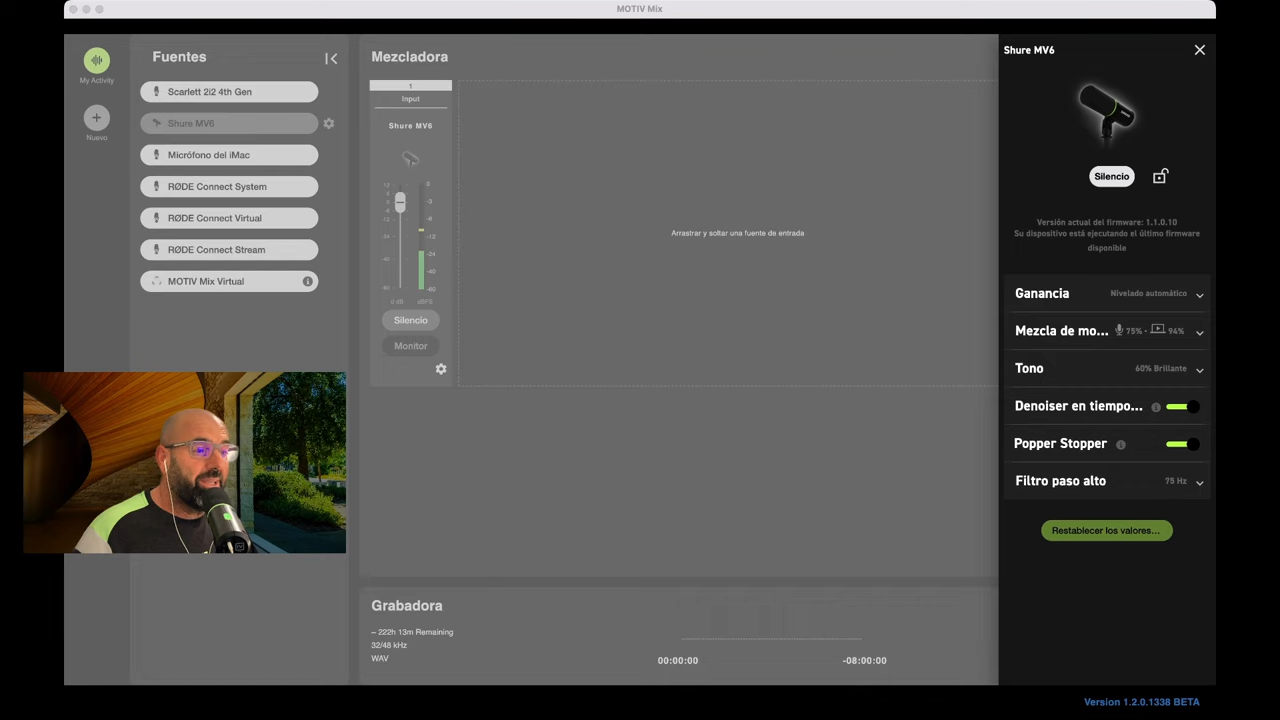 MOTIV Mix
My Activity
Nuevo
Fuentes
Scarlett 2i2 4th Gen
Shure MV6
Micrófono del iMac
RØDE Connect System
RØDE Connect Virtual
RØDE Connect Stream
MOTIV Mix Virtual
Mezcladora
1
Input
Shure MV6
0 dB
dBFS
Silencio
Monitor
Arrastrar y soltar una fuente de entrada
Grabadora
– 222h 13m Remaining
32/48 kHz
WAV
00:00:00
-08:00:00
Shure MV6
Silencio
Versión actual del firmware: 1.1.0.10
Su dispositivo está ejecutando el último firmware
disponible
Ganancia Nivelado automático
Mezcla de mo... 75% - 94%
Tono 60% Brillante
Denoiser en tiempo...
Popper Stopper
Filtro paso alto 75 Hz
Restablecer los valores...
Version 1.2.0.1338 BETA